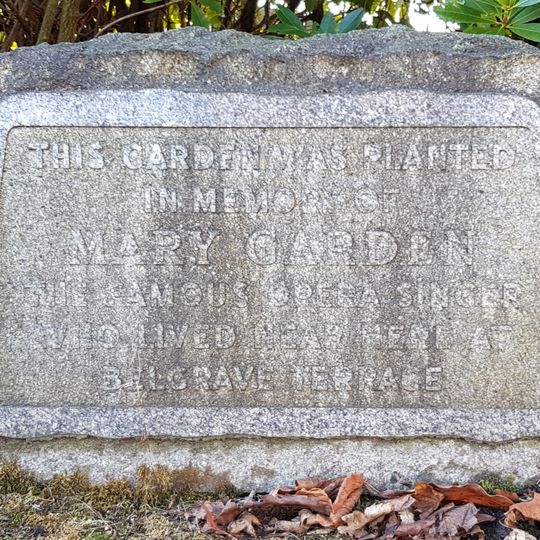 THIS GARDEN WAS PLANTED
IN MEMORY OF
MARY GARDEN
THE FAMOUS OPERA SINGER
WHO LIVED NEAR HERE AT
BELGRAVE TERRACE